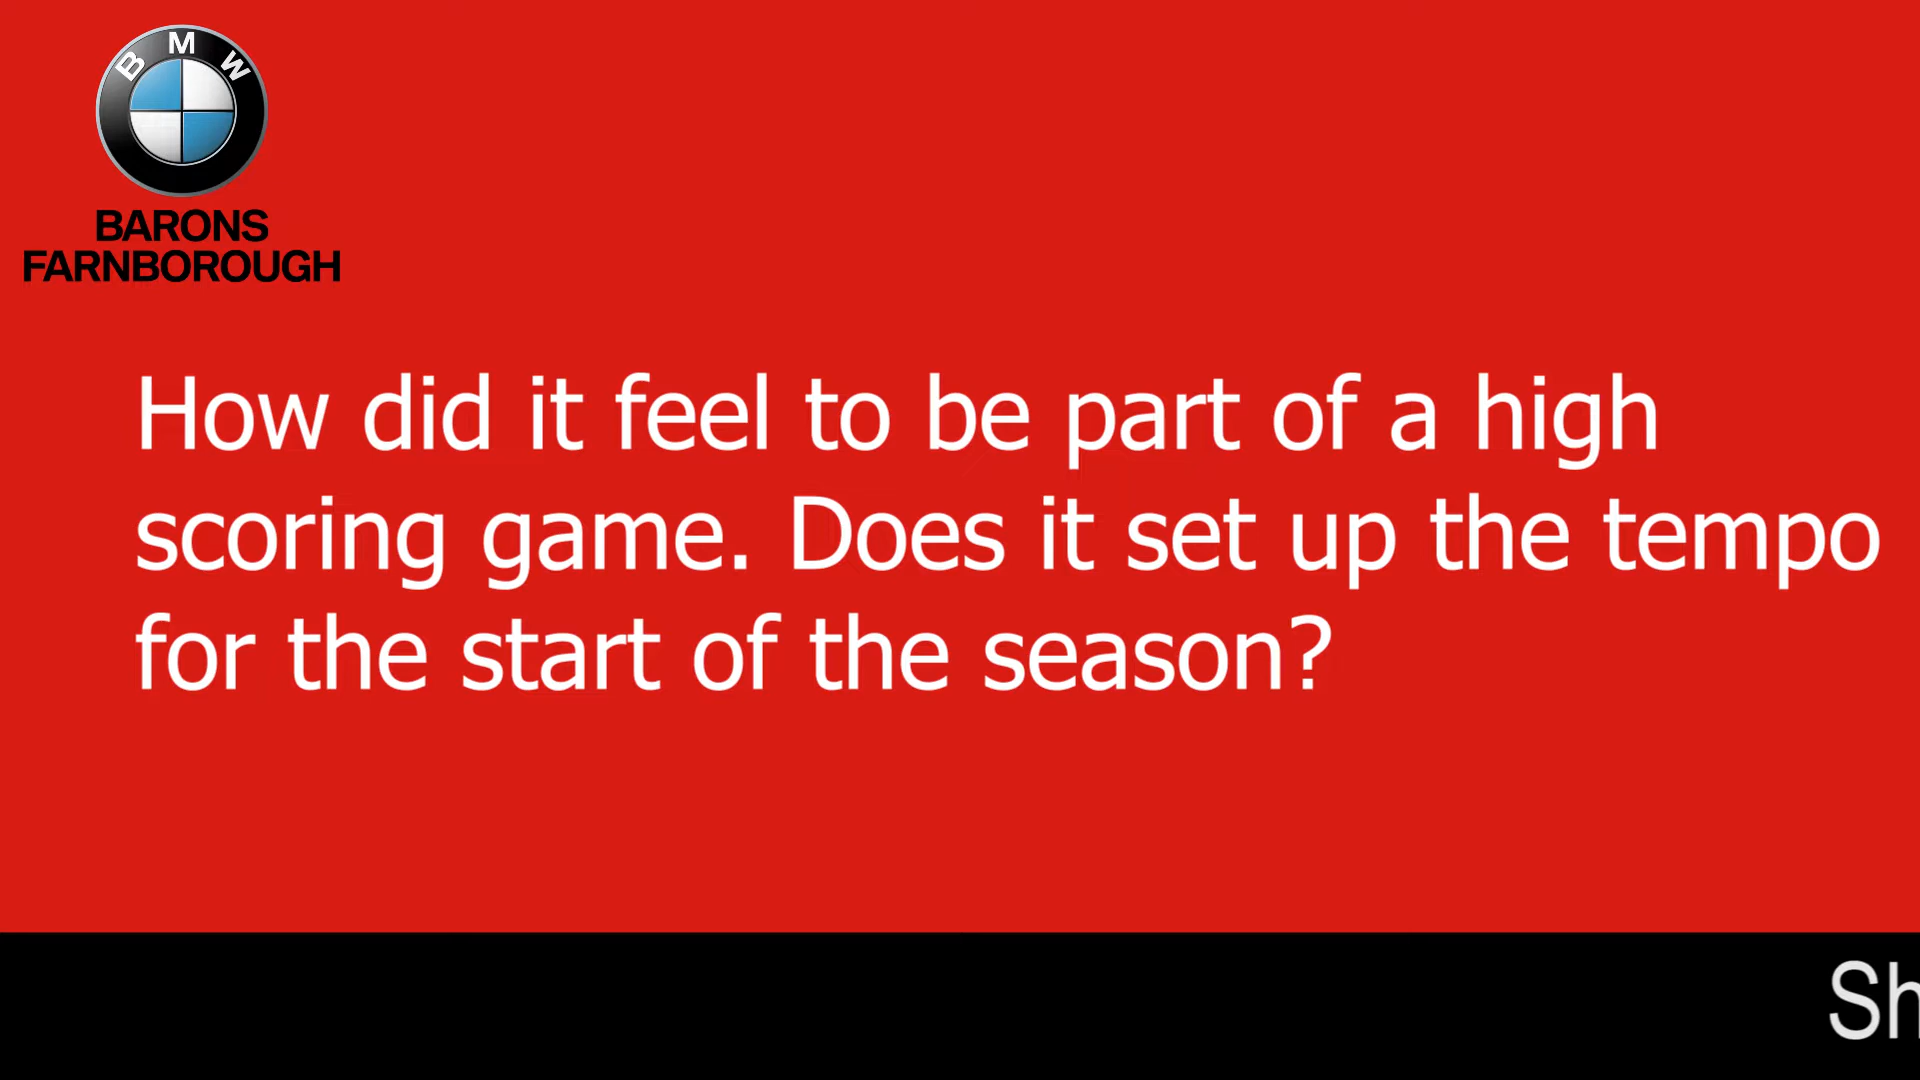 BMW
BARONS
FARNBOROUGH
How did it feel to be part of a high
scoring game. Does it set up the tempo
for the start of the season?
Sh